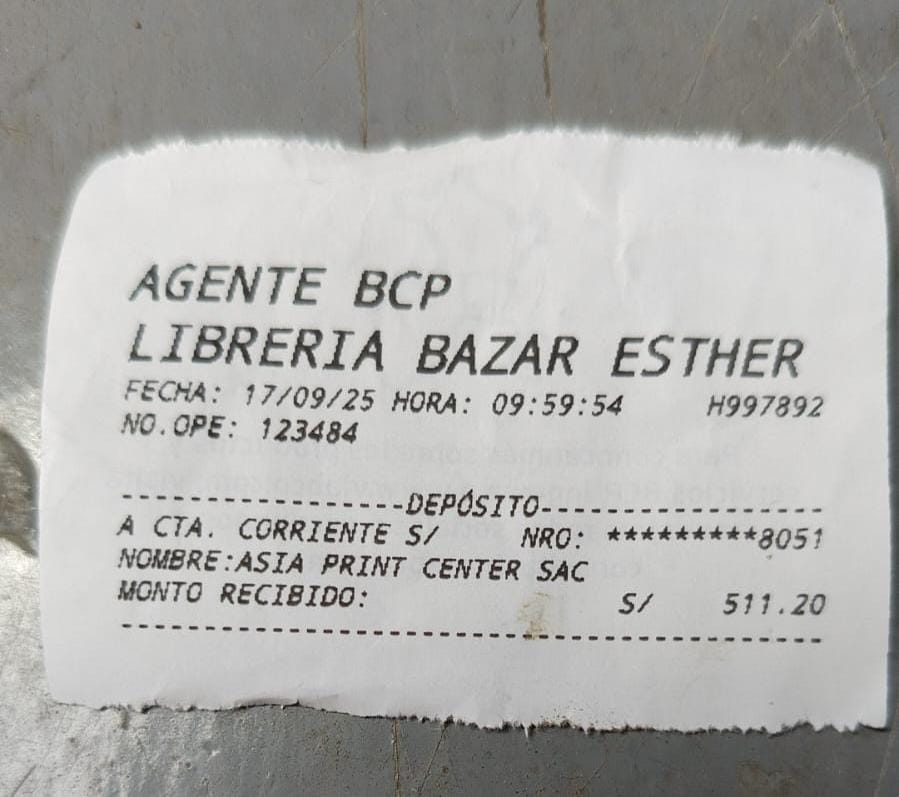 AGENTE BCP
LIBRERIA BAZAR ESTHER
FECHA: 17/09/25 HORA: 09:59:54 H997892
NO.OPE: 123484
-----------------DEPÓSITO-----------------
A CTA. CORRIENTE S/ NRO: *********8051
NOMBRE:ASIA PRINT CENTER SAC
MONTO RECIBIDO: S/ 511.20
------------------------------------------